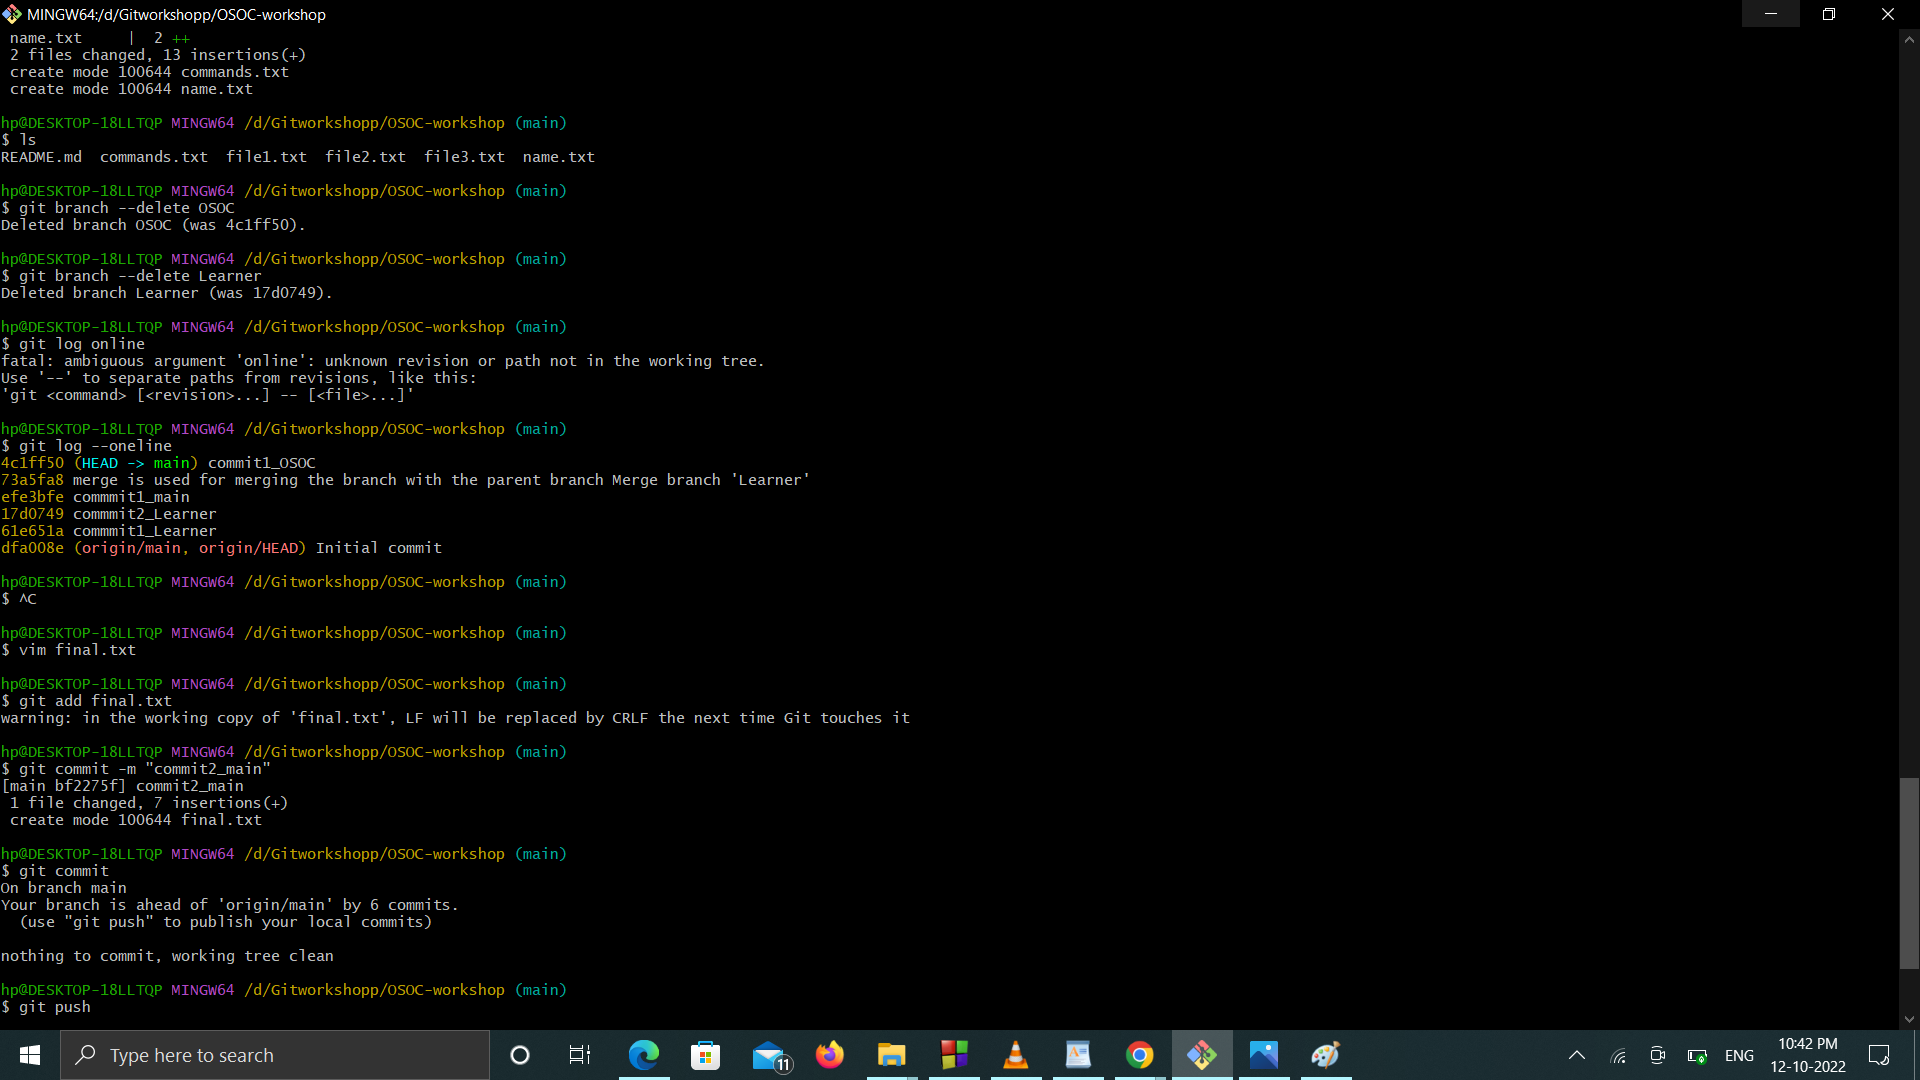 MINGW64:/d/Gitworkshopp/OSOC-workshop
name.txt     |  2 ++
2 files changed, 13 insertions(+)
create mode 100644 commands.txt
create mode 100644 name.txt
hp@DESKTOP-18LLTQP MINGW64 /d/Gitworkshopp/OSOC-workshop (main)
$ ls
README.md  commands.txt  file1.txt  file2.txt  file3.txt  name.txt
hp@DESKTOP-18LLTQP MINGW64 /d/Gitworkshopp/OSOC-workshop (main)
$ git branch --delete OSOC
Deleted branch OSOC (was 4c1ff50).
hp@DESKTOP-18LLTQP MINGW64 /d/Gitworkshopp/OSOC-workshop (main)
$ git branch --delete Learner
Deleted branch Learner (was 17d0749).
hp@DESKTOP-18LLTQP MINGW64 /d/Gitworkshopp/OSOC-workshop (main)
$ git log online
fatal: ambiguous argument 'online': unknown revision or path not in the working tree.
Use '--' to separate paths from revisions, like this:
'git <command> [<revision>...] -- [<file>...]'
hp@DESKTOP-18LLTQP MINGW64 /d/Gitworkshopp/OSOC-workshop (main)
$ git log --oneline
4c1ff50 (HEAD -> main) commit1_OSOC
73a5fa8 merge is used for merging the branch with the parent branch Merge branch 'Learner'
efe3bfe commmit1_main
17d0749 commmit2_Learner
61e651a commmit1_Learner
dfa008e (origin/main, origin/HEAD) Initial commit
hp@DESKTOP-18LLTQP MINGW64 /d/Gitworkshopp/OSOC-workshop (main)
$ ^C
hp@DESKTOP-18LLTQP MINGW64 /d/Gitworkshopp/OSOC-workshop (main)
$ vim final.txt
hp@DESKTOP-18LLTQP MINGW64 /d/Gitworkshopp/OSOC-workshop (main)
$ git add final.txt
warning: in the working copy of 'final.txt', LF will be replaced by CRLF the next time Git touches it
hp@DESKTOP-18LLTQP MINGW64 /d/Gitworkshopp/OSOC-workshop (main)
$ git commit -m "commit2_main"
[main bf2275f] commit2_main
1 file changed, 7 insertions(+)
create mode 100644 final.txt
hp@DESKTOP-18LLTQP MINGW64 /d/Gitworkshopp/OSOC-workshop (main)
$ git commit
On branch main
Your branch is ahead of 'origin/main' by 6 commits.
(use "git push" to publish your local commits)
nothing to commit, working tree clean
hp@DESKTOP-18LLTQP MINGW64 /d/Gitworkshopp/OSOC-workshop (main)
$ git push
Type here to search
11
ENG
10:42 PM
12-10-2022